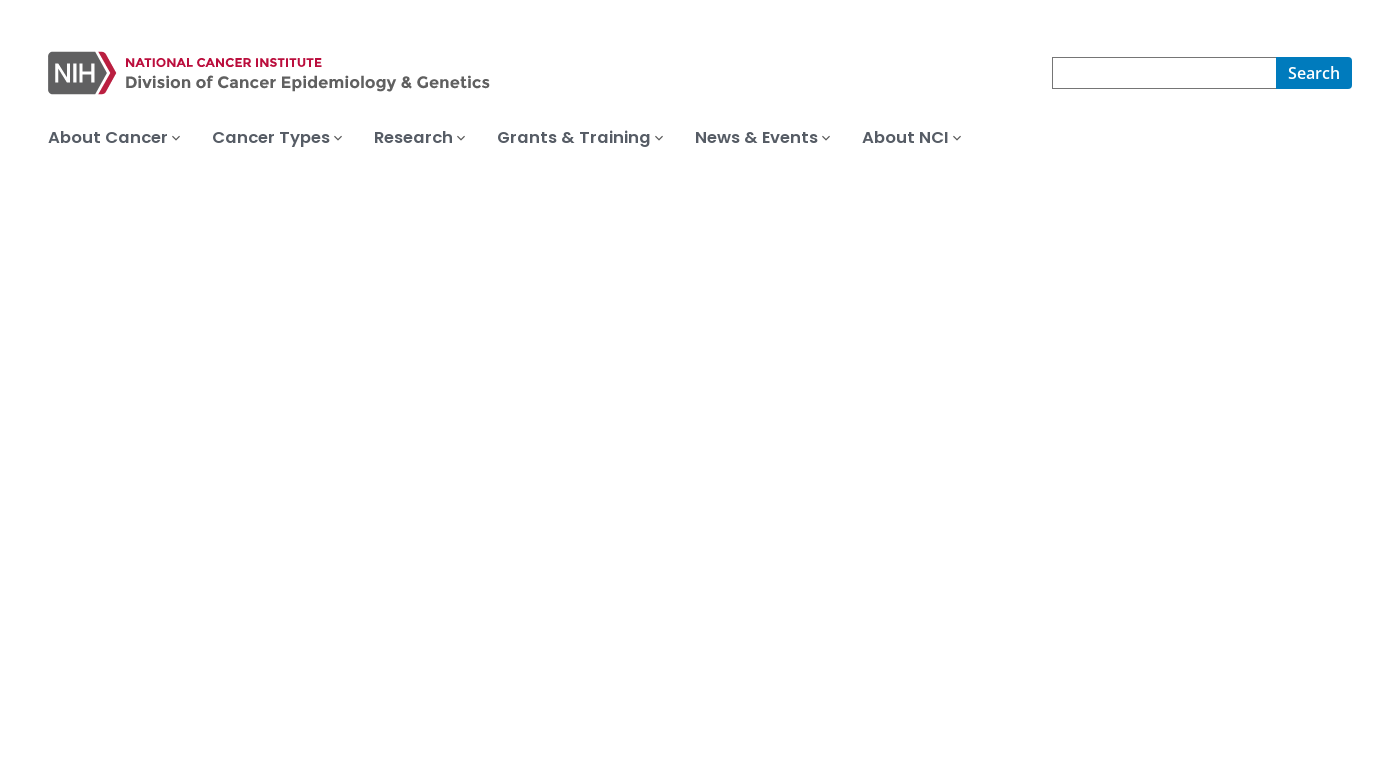 NIH
NATIONAL CANCER INSTITUTE
Division of Cancer Epidemiology & Genetics
Search
About Cancer
Cancer Types
Research
Grants & Training
News & Events
About NCI